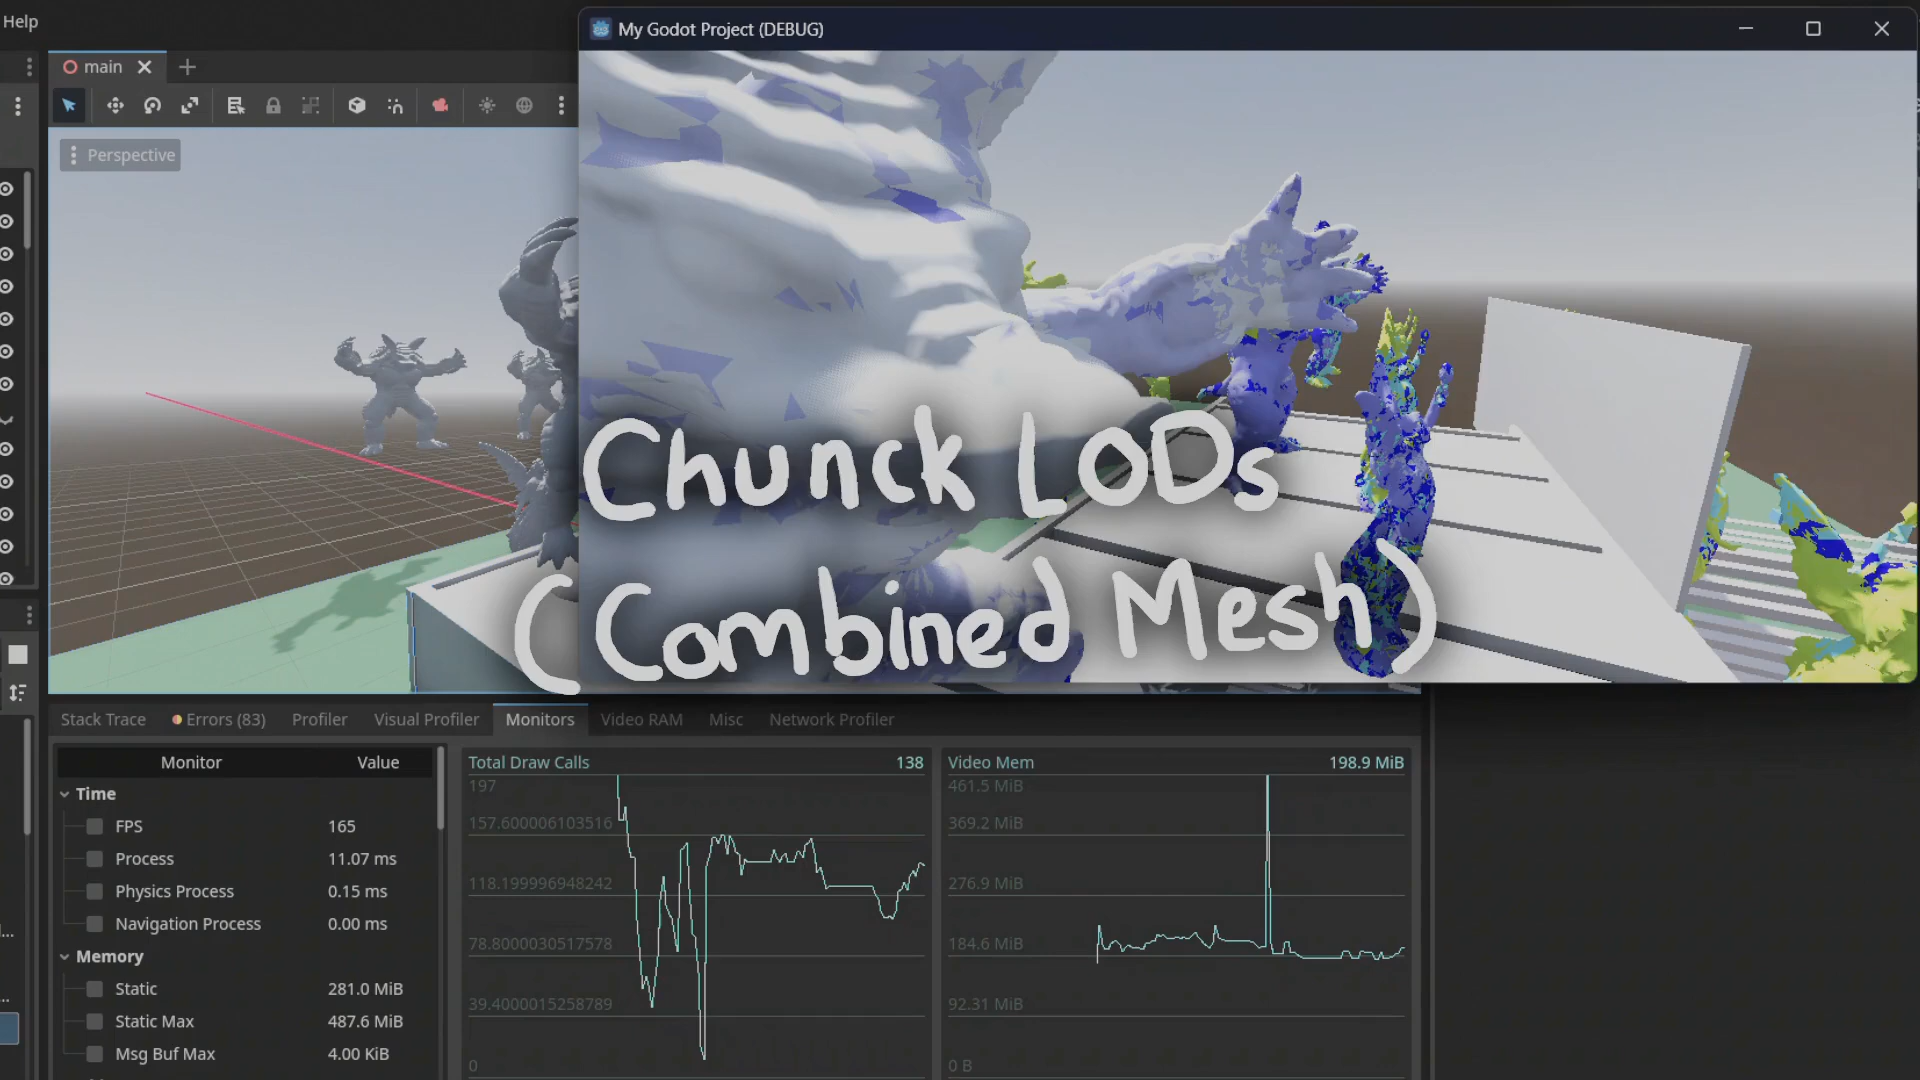 Help
My Godot Project (DEBUG)
main
Perspective
Chunck LODs
(Combined Mesh)
Stack Trace
Errors (83)
Profiler
Visual Profiler
Monitors
Video RAM
Misc
Network Profiler
Monitor Value
Time
FPS 165
Process 11.07 ms
Physics Process 0.15 ms
Navigation Process 0.00 ms
Memory
Static 281.0 MiB
Static Max 487.6 MiB
Msg Buf Max 4.00 KiB
Total Draw Calls 138
197
157.600006103516
118.199996948242
78.8000030517578
39.4000015258789
0
Video Mem 198.9 MiB
461.5 MiB
369.2 MiB
276.9 MiB
184.6 MiB
92.31 MiB
0 B